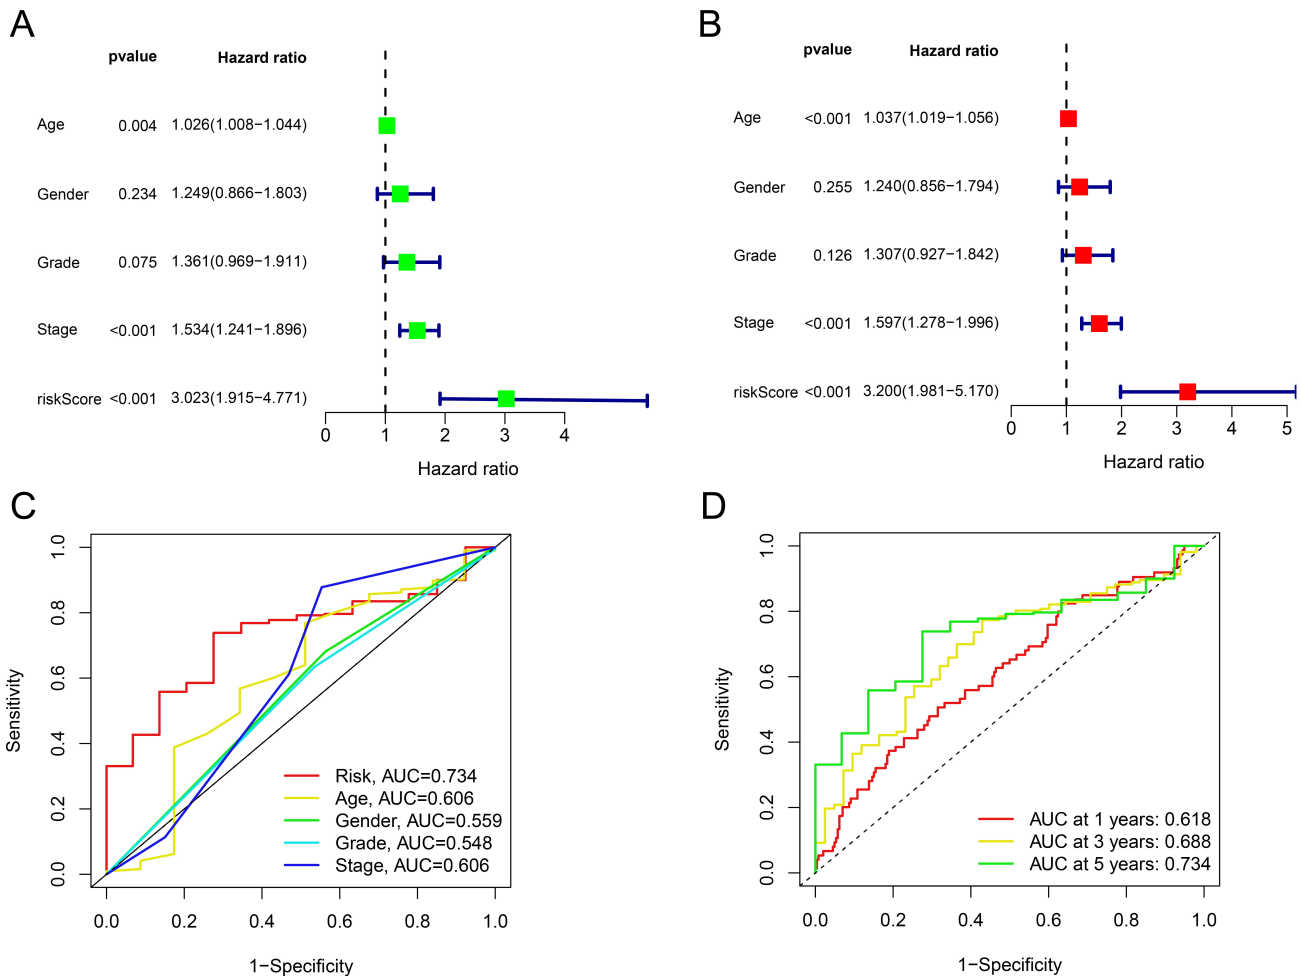 A
pvalue Hazard ratio
Age 0.004 1.026(1.008−1.044)
Gender 0.234 1.249(0.866−1.803)
Grade 0.075 1.361(0.969−1.911)
Stage <0.001 1.534(1.241−1.896)
riskScore <0.001 3.023(1.915−4.771)
0 1 2 3 4
Hazard ratio
B
pvalue Hazard ratio
Age <0.001 1.037(1.019−1.056)
Gender 0.255 1.240(0.856−1.794)
Grade 0.126 1.307(0.927−1.842)
Stage <0.001 1.597(1.278−1.996)
riskScore <0.001 3.200(1.981−5.170)
0 1 2 3 4 5
Hazard ratio
C
Sensitivity
1.0
0.8
0.6
0.4
0.2
0.0
Risk, AUC=0.734
Age, AUC=0.606
Gender, AUC=0.559
Grade, AUC=0.548
Stage, AUC=0.606
0.0 0.2 0.4 0.6 0.8 1.0
1−Specificity
D
Sensitivity
1.0
0.8
0.6
0.4
0.2
0.0
AUC at 1 years: 0.618
AUC at 3 years: 0.688
AUC at 5 years: 0.734
0.0 0.2 0.4 0.6 0.8 1.0
1−Specificity